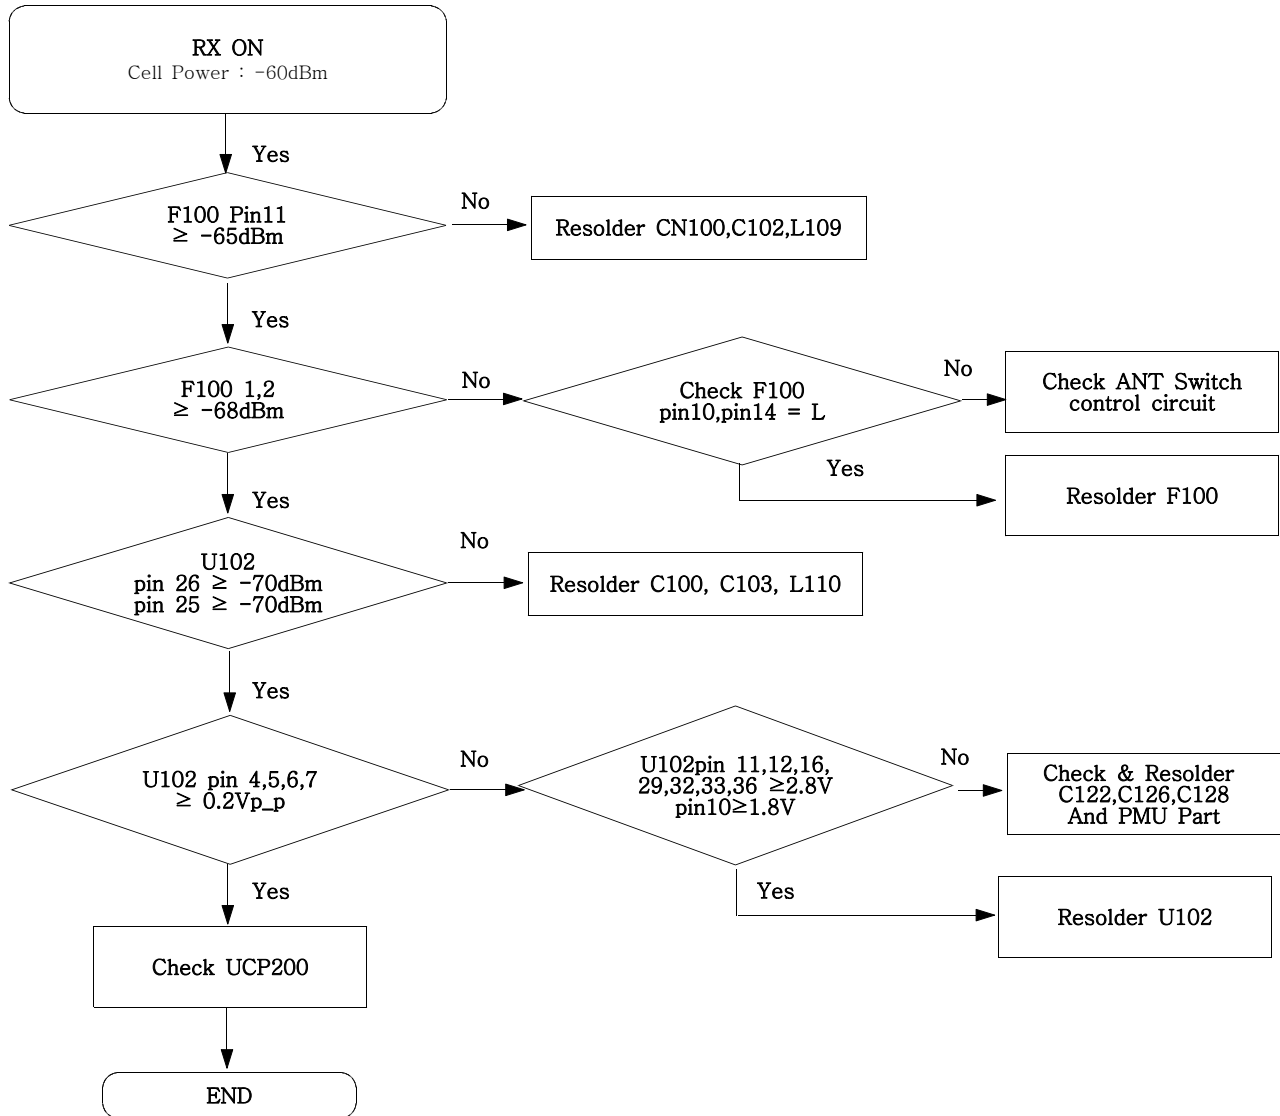 RX ON
Cell Power : -60dBm
Yes
F100 Pin11
≥ -65dBm
No
Resolder CN100,C102,L109
Yes
F100 1,2
≥ -68dBm
No
Check F100
pin10,pin14 = L
No
Check ANT Switch
control circuit
Yes
Resolder F100
Yes
U102
pin 26 ≥ -70dBm
pin 25 ≥ -70dBm
No
Resolder C100, C103, L110
Yes
U102 pin 4,5,6,7
≥ 0.2Vp_p
No
U102pin 11,12,16,
29,32,33,36 ≥2.8V
pin10≥1.8V
No
Check & Resolder
C122,C126,C128
And PMU Part
Yes
Resolder U102
Yes
Check UCP200
END